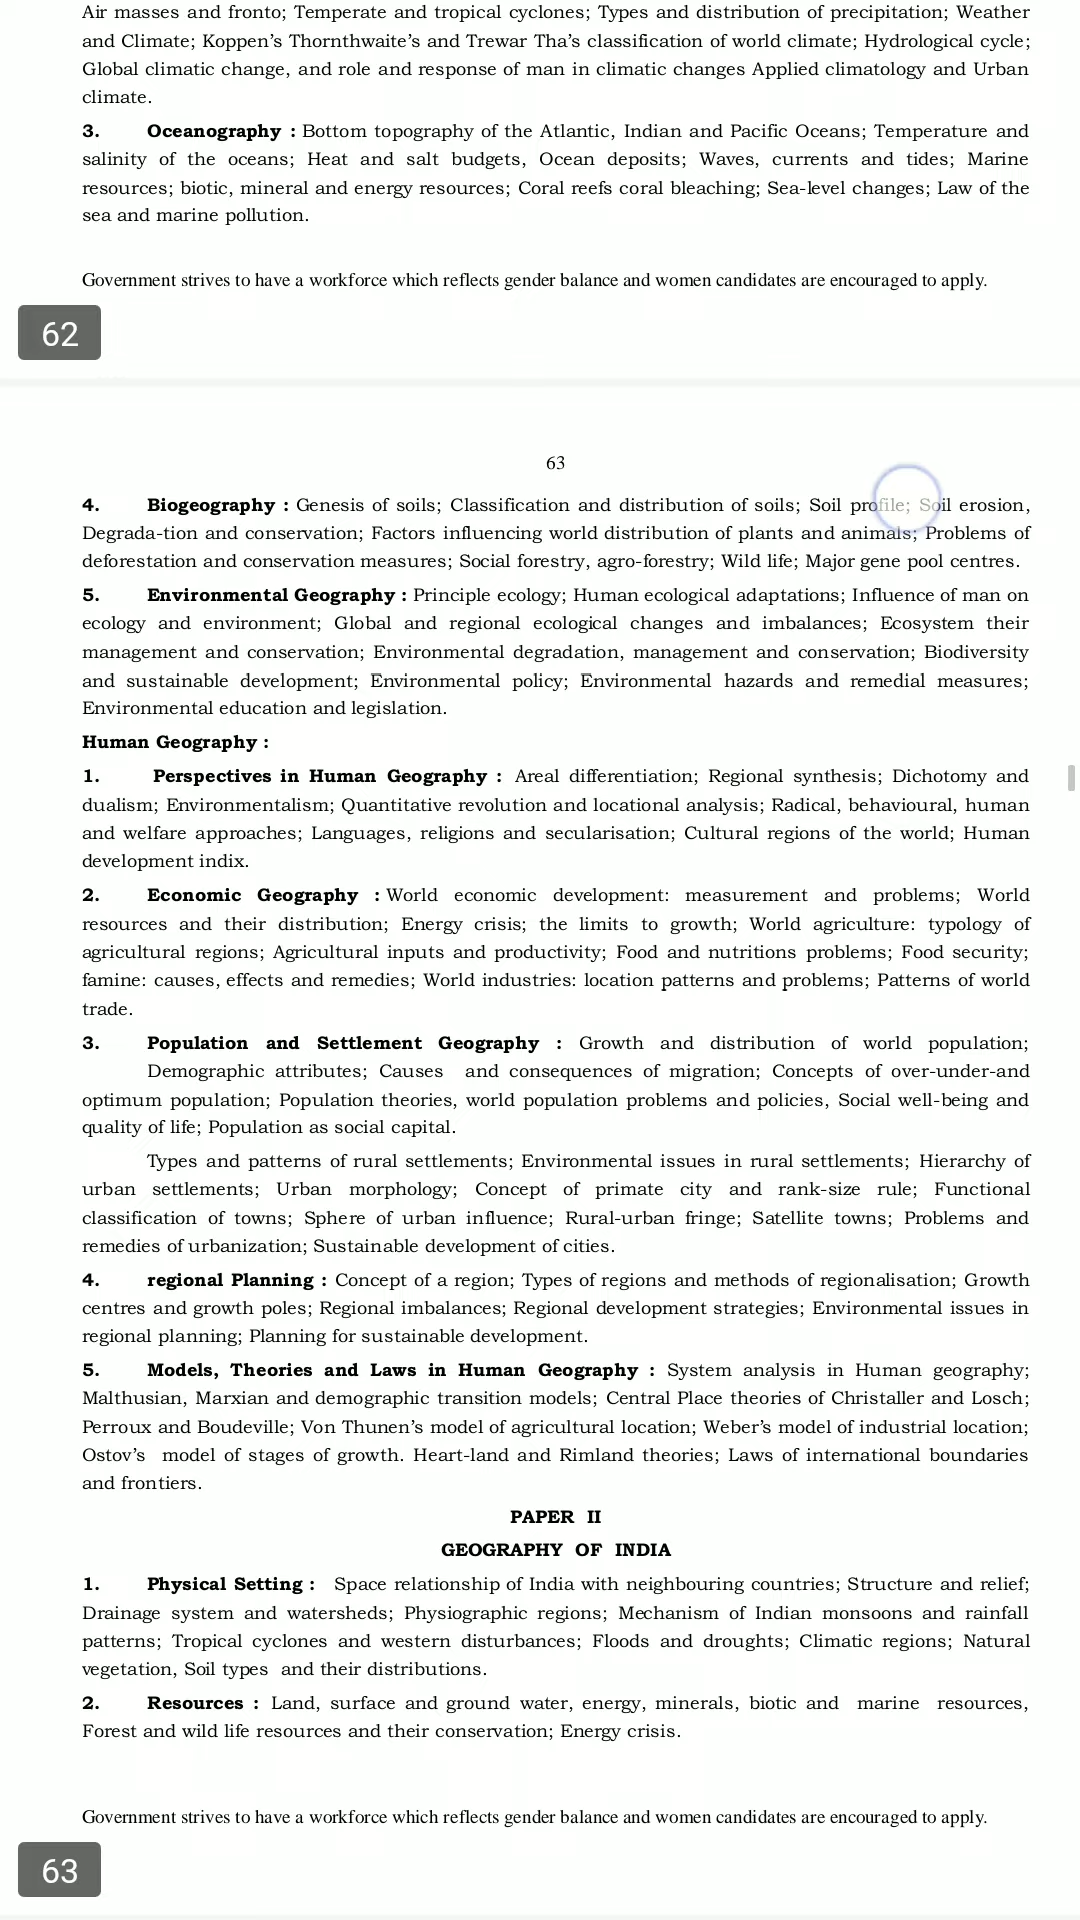 Air masses and fronto; Temperate and tropical cyclones; Types and distribution of precipitation; Weather
and Climate; Koppen’s Thornthwaite’s and Trewar Tha’s classification of world climate; Hydrological cycle;
Global climatic change, and role and response of man in climatic changes Applied climatology and Urban
climate.
3. Oceanography : Bottom topography of the Atlantic, Indian and Pacific Oceans; Temperature and
salinity of the oceans; Heat and salt budgets, Ocean deposits; Waves, currents and tides; Marine
resources; biotic, mineral and energy resources; Coral reefs coral bleaching; Sea-level changes; Law of the
sea and marine pollution.
Government strives to have a workforce which reflects gender balance and women candidates are encouraged to apply.
62
63
4. Biogeography : Genesis of soils; Classification and distribution of soils; Soil profile; Soil erosion,
Degrada-tion and conservation; Factors influencing world distribution of plants and animals; Problems of
deforestation and conservation measures; Social forestry, agro-forestry; Wild life; Major gene pool centres.
5. Environmental Geography : Principle ecology; Human ecological adaptations; Influence of man on
ecology and environment; Global and regional ecological changes and imbalances; Ecosystem their
management and conservation; Environmental degradation, management and conservation; Biodiversity
and sustainable development; Environmental policy; Environmental hazards and remedial measures;
Environmental education and legislation.
Human Geography :
1. Perspectives in Human Geography : Areal differentiation; Regional synthesis; Dichotomy and
dualism; Environmentalism; Quantitative revolution and locational analysis; Radical, behavioural, human
and welfare approaches; Languages, religions and secularisation; Cultural regions of the world; Human
development indix.
2. Economic Geography : World economic development: measurement and problems; World
resources and their distribution; Energy crisis; the limits to growth; World agriculture: typology of
agricultural regions; Agricultural inputs and productivity; Food and nutritions problems; Food security;
famine: causes, effects and remedies; World industries: location patterns and problems; Patterns of world
trade.
3. Population and Settlement Geography : Growth and distribution of world population;
Demographic attributes; Causes and consequences of migration; Concepts of over-under-and
optimum population; Population theories, world population problems and policies, Social well-being and
quality of life; Population as social capital.
Types and patterns of rural settlements; Environmental issues in rural settlements; Hierarchy of
urban settlements; Urban morphology; Concept of primate city and rank-size rule; Functional
classification of towns; Sphere of urban influence; Rural-urban fringe; Satellite towns; Problems and
remedies of urbanization; Sustainable development of cities.
4. regional Planning : Concept of a region; Types of regions and methods of regionalisation; Growth
centres and growth poles; Regional imbalances; Regional development strategies; Environmental issues in
regional planning; Planning for sustainable development.
5. Models, Theories and Laws in Human Geography : System analysis in Human geography;
Malthusian, Marxian and demographic transition models; Central Place theories of Christaller and Losch;
Perroux and Boudeville; Von Thunen’s model of agricultural location; Weber’s model of industrial location;
Ostov’s model of stages of growth. Heart-land and Rimland theories; Laws of international boundaries
and frontiers.
PAPER II
GEOGRAPHY OF INDIA
1. Physical Setting : Space relationship of India with neighbouring countries; Structure and relief;
Drainage system and watersheds; Physiographic regions; Mechanism of Indian monsoons and rainfall
patterns; Tropical cyclones and western disturbances; Floods and droughts; Climatic regions; Natural
vegetation, Soil types and their distributions.
2. Resources : Land, surface and ground water, energy, minerals, biotic and marine resources,
Forest and wild life resources and their conservation; Energy crisis.
Government strives to have a workforce which reflects gender balance and women candidates are encouraged to apply.
63